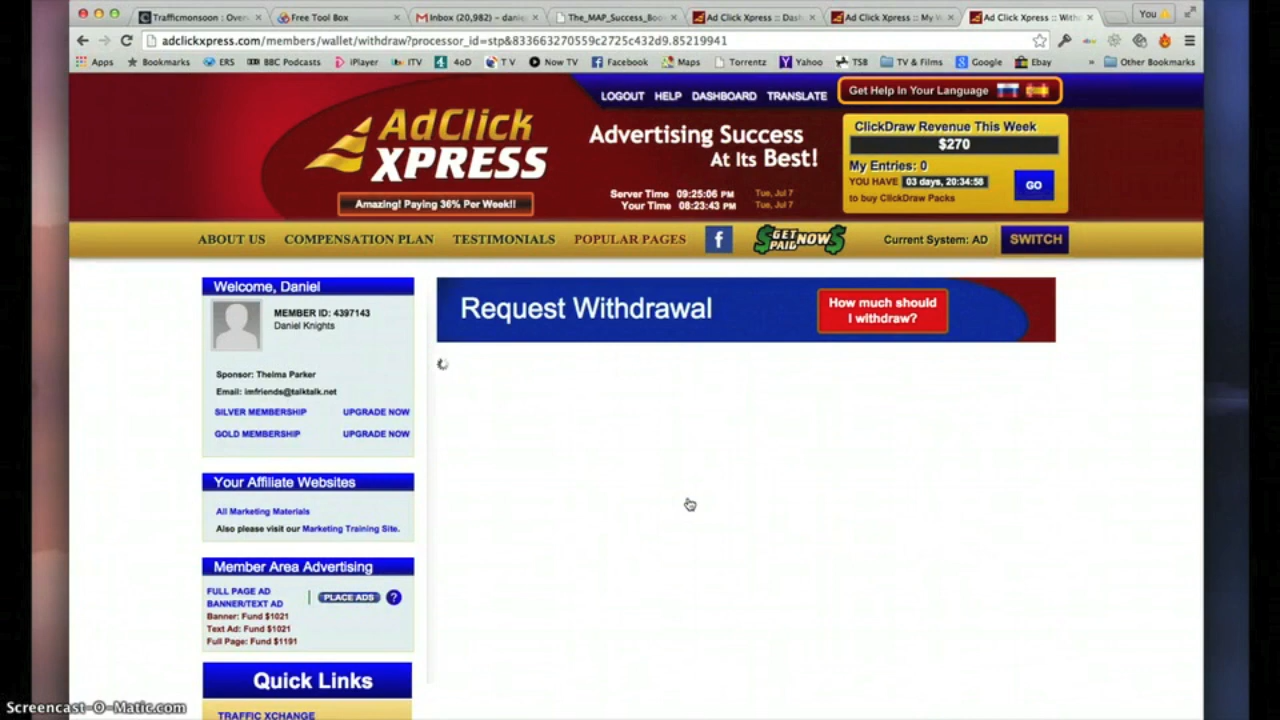 Trafficmonsoon : Over
Free Tool Box
Inbox (20,982) - danie
The_MAP_Success_Boo
Ad Click Xpress :: Dash
Ad Click Xpress :: My W
Ad Click Xpress :: With
You
adclickxpress.com/members/wallet/withdraw?processor_id=stp&833663270559c2725c432d9.85219941
Apps
Bookmarks
ERS
BBC Podcasts
iPlayer
ITV
4oD
T V
Now TV
Facebook
Maps
Torrentz
Yahoo
TSB
TV & Films
Google
Ebay
»
Other Bookmarks
LOGOUT HELP DASHBOARD TRANSLATE
Get Help In Your Language
AdClick
XPRESS
Amazing! Paying 36% Per Week!!
Advertising Success
At Its Best!
Server Time 09:25:06 PM Tue, Jul 7
Your Time 08:23:43 PM Tue, Jul 7
ClickDraw Revenue This Week
$270
My Entries: 0
YOU HAVE 03 days, 20:34:58
to buy ClickDraw Packs
GO
ABOUT US COMPENSATION PLAN TESTIMONIALS POPULAR PAGES
f
GET PAID NOW
Current System: AD
SWITCH
Welcome, Daniel
MEMBER ID: 4397143
Daniel Knights
Sponsor: Thelma Parker
Email: imfriends@talktalk.net
SILVER MEMBERSHIP UPGRADE NOW
GOLD MEMBERSHIP UPGRADE NOW
Request Withdrawal
How much should
I withdraw?
Your Affiliate Websites
All Marketing Materials
Also please visit our Marketing Training Site.
Member Area Advertising
FULL PAGE AD
BANNER/TEXT AD
PLACE ADS ?
Banner: Fund $1021
Text Ad: Fund $1021
Full Page: Fund $1191
Quick Links
TRAFFIC XCHANGE
Screencast-O-Matic.com